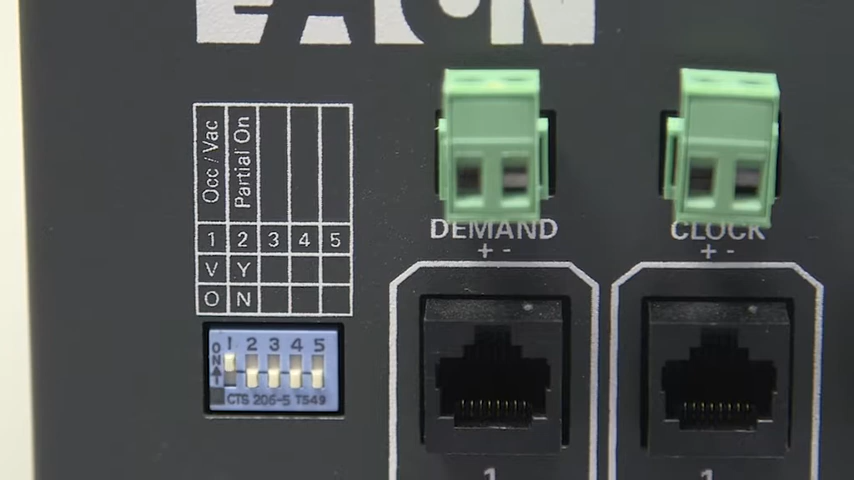 EATON
Occ / Vac
Partial On
1 2 3 4 5
V Y
O N
DEMAND
+ -
CLOCK
+ -
ON
1 2 3 4 5
CTS 206-5 T549
1
1